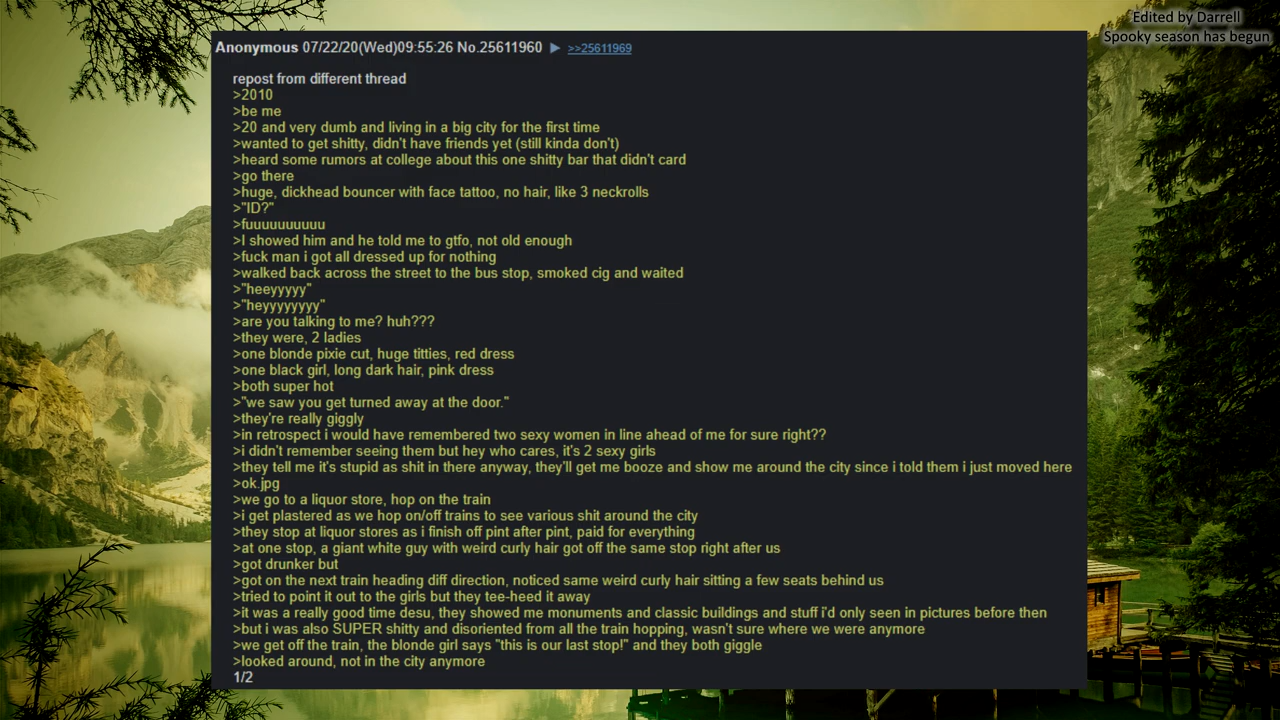 Edited by Darrell
Spooky season has begun
Anonymous 07/22/20(Wed)09:55:26 No.25611960 ▶ >>25611969
repost from different thread
>2010
>be me
>20 and very dumb and living in a big city for the first time
>wanted to get shitty, didn't have friends yet (still kinda don't)
>heard some rumors at college about this one shitty bar that didn't card
>go there
>huge, dickhead bouncer with face tattoo, no hair, like 3 neckrolls
>"ID?"
>fuuuuuuuuuu
>I showed him and he told me to gtfo, not old enough
>fuck man i got all dressed up for nothing
>walked back across the street to the bus stop, smoked cig and waited
>"heeyyyyy"
>"heyyyyyyyy"
>are you talking to me? huh???
>they were, 2 ladies
>one blonde pixie cut, huge titties, red dress
>one black girl, long dark hair, pink dress
>both super hot
>"we saw you get turned away at the door."
>they're really giggly
>in retrospect i would have remembered two sexy women in line ahead of me for sure right??
>i didn't remember seeing them but hey who cares, it's 2 sexy girls
>they tell me it's stupid as shit in there anyway, they'll get me booze and show me around the city since i told them i just moved here
>ok.jpg
>we go to a liquor store, hop on the train
>i get plastered as we hop on/off trains to see various shit around the city
>they stop at liquor stores as i finish off pint after pint, paid for everything
>at one stop, a giant white guy with weird curly hair got off the same stop right after us
>got drunker but
>got on the next train heading diff direction, noticed same weird curly hair sitting a few seats behind us
>tried to point it out to the girls but they tee-heed it away
>it was a really good time desu, they showed me monuments and classic buildings and stuff i'd only seen in pictures before then
>but i was also SUPER shitty and disoriented from all the train hopping, wasn't sure where we were anymore
>we get off the train, the blonde girl says "this is our last stop!" and they both giggle
>looked around, not in the city anymore
1/2